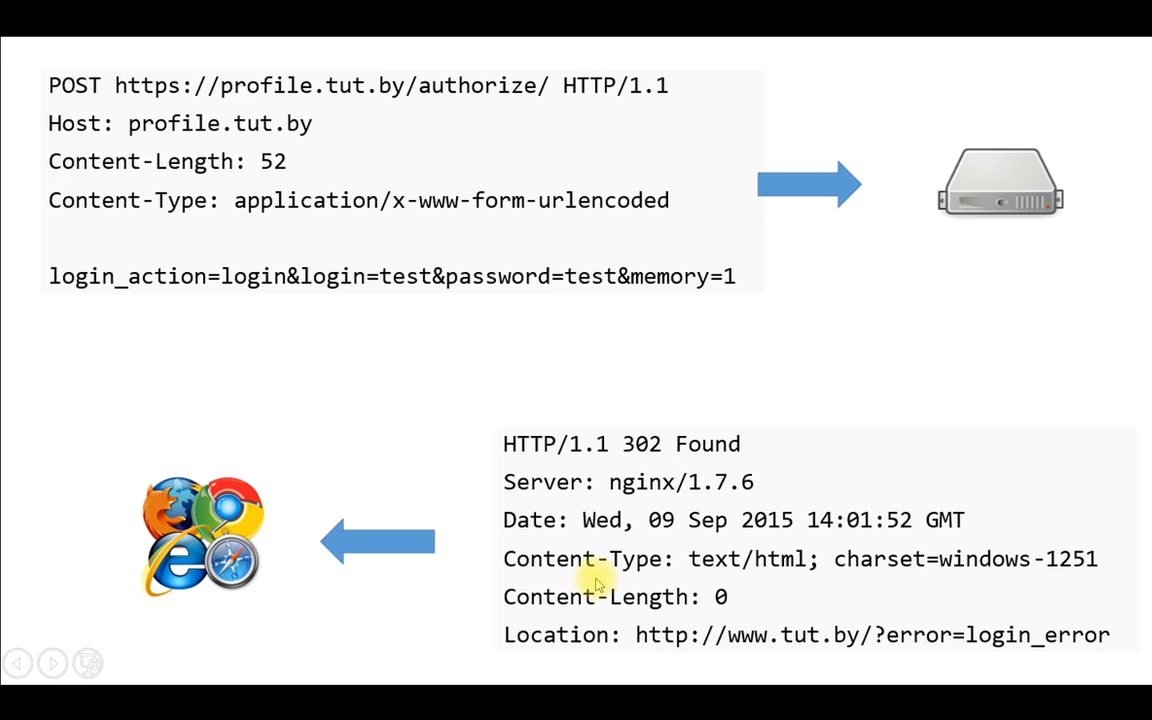 POST https://profile.tut.by/authorize/ HTTP/1.1
Host: profile.tut.by
Content-Length: 52
Content-Type: application/x-www-form-urlencoded
login_action=login&login=test&password=test&memory=1
HTTP/1.1 302 Found
Server: nginx/1.7.6
Date: Wed, 09 Sep 2015 14:01:52 GMT
Content-Type: text/html; charset=windows-1251
Content-Length: 0
Location: http://www.tut.by/?error=login_error